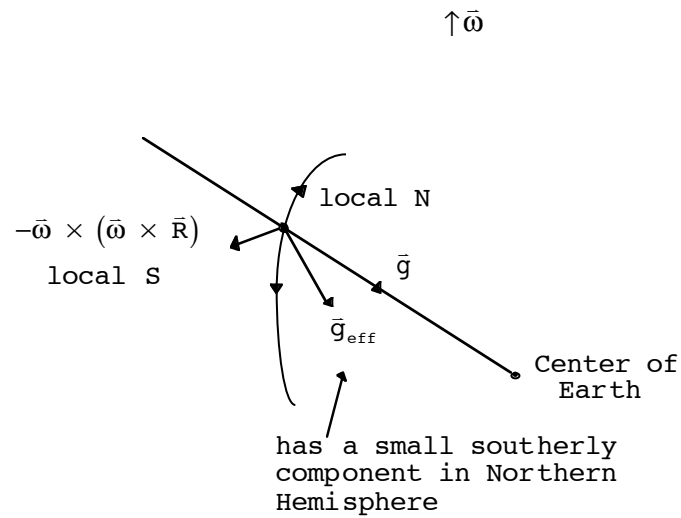 ↑ω⃗
local N
−ω⃗ × (ω⃗ × R⃗)
local S
g⃗
g⃗eff
Center of
Earth
has a small southerly
component in Northern
Hemisphere